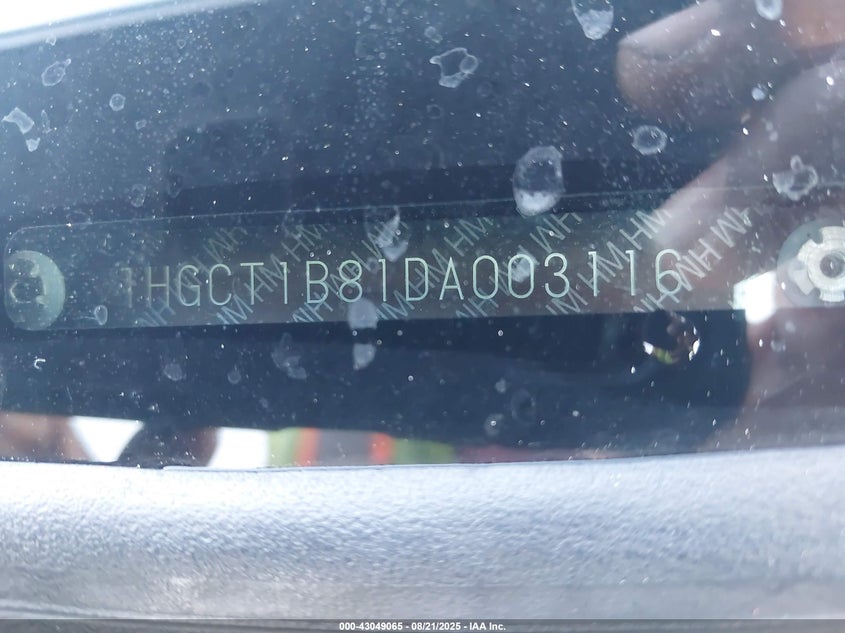 1HGCT1B81DA003116
000-43049065 - 08/21/2025 - IAA Inc.